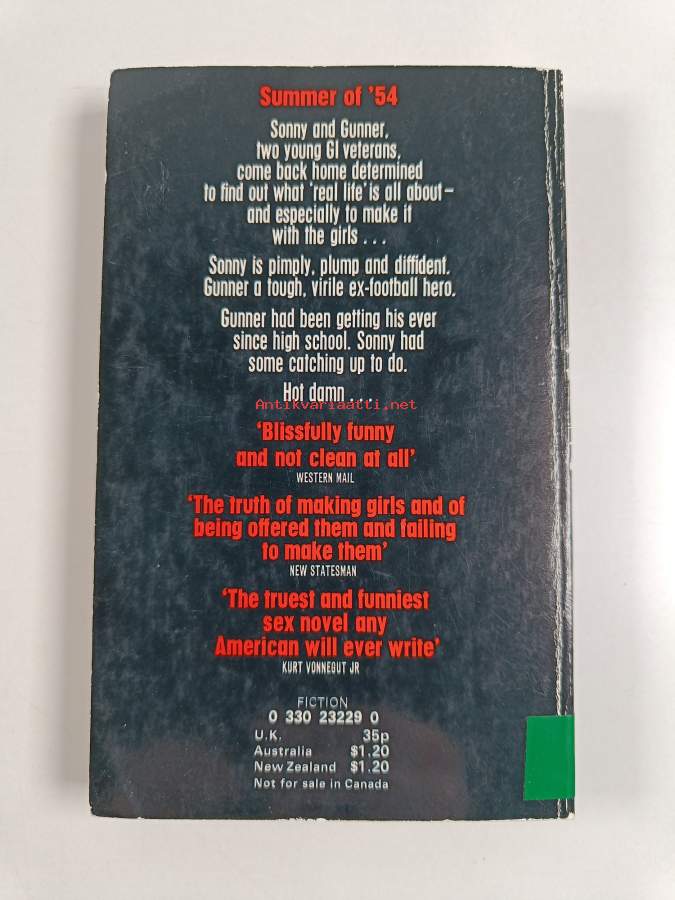 Summer of '54
Sonny and Gunner,
two young GI veterans,
come back home determined
to find out what 'real life' is all about–
and especially to make it
with the girls . . .
Sonny is pimply, plump and diffident.
Gunner a tough, virile ex-football hero.
Gunner had been getting his ever
since high school. Sonny had
some catching up to do.
Hot damn . . .
Antikvariaatti.net
'Blissfully funny
and not clean at all'
WESTERN MAIL
'The truth of making girls and of
being offered them and failing
to make them'
NEW STATESMAN
'The truest and funniest
sex novel any
American will ever write'
KURT VONNEGUT JR
FICTION
0 330 23229 0
U.K. 35p
Australia $1.20
New Zealand $1.20
Not for sale in Canada